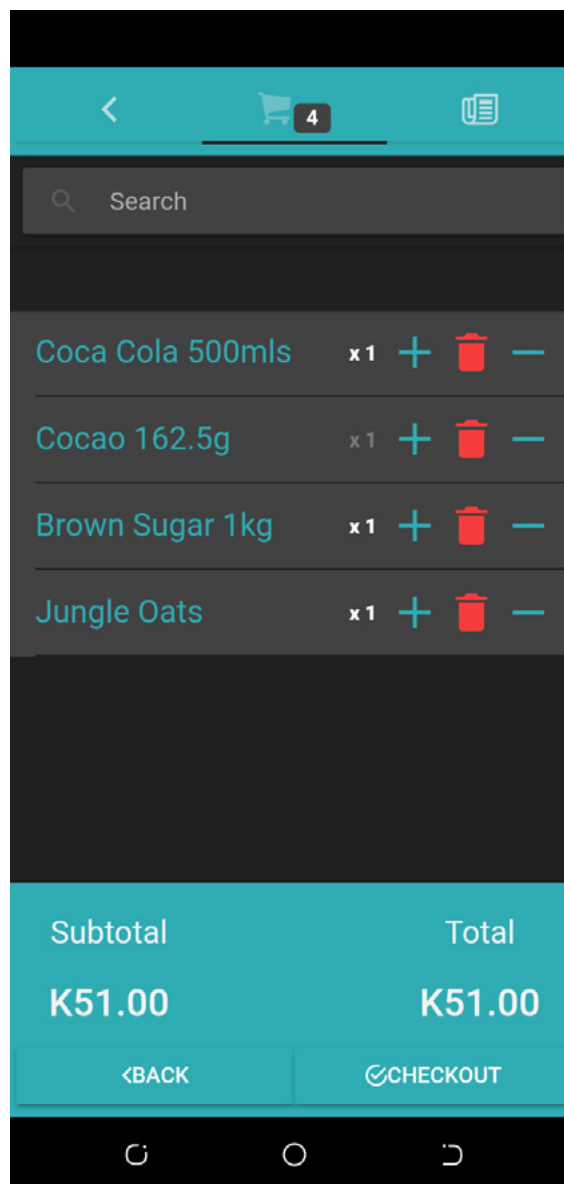 4
Search
Coca Cola 500mls x 1
Cocao 162.5g x 1
Brown Sugar 1kg x 1
Jungle Oats x 1
Subtotal Total
K51.00 K51.00
<BACK CHECKOUT